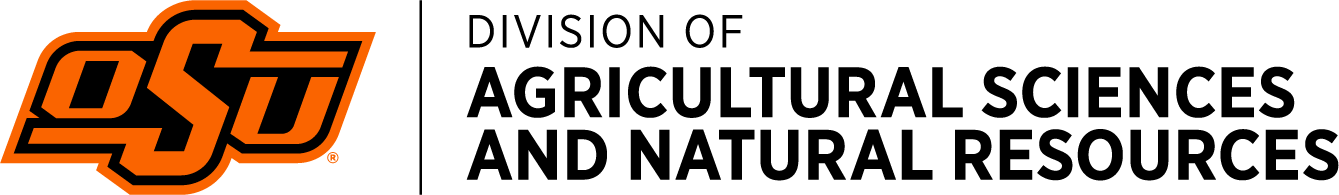 OSU
®
DIVISION OF
AGRICULTURAL SCIENCES
AND NATURAL RESOURCES